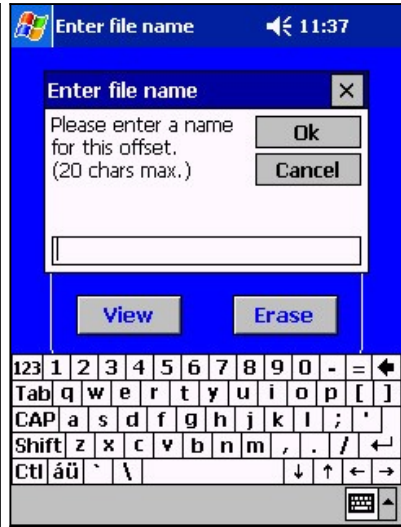 Enter file name 11:37
Enter file name
Please enter a name
for this offset.
(20 chars max.)
Ok
Cancel
View Erase
123 1 2 3 4 5 6 7 8 9 0 - =
Tab q w e r t y u i o p [ ]
CAP a s d f g h j k l ; '
Shift z x c v b n m , . /
Ctl áü ` \